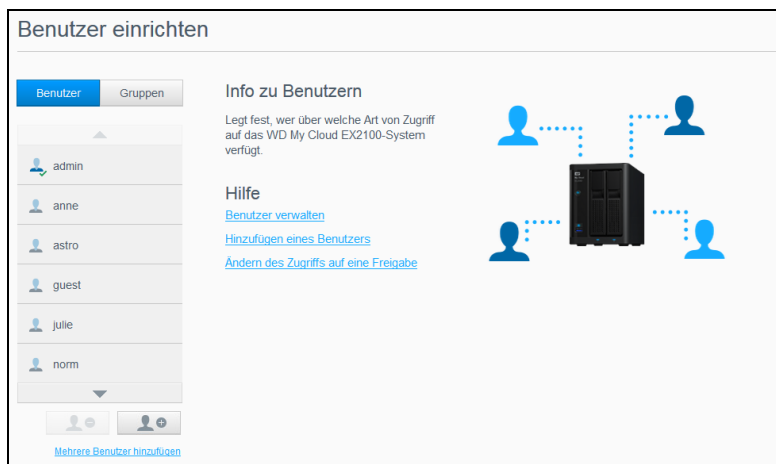 Benutzer einrichten
Benutzer
Gruppen
admin
anne
astro
guest
julie
norm
Mehrere Benutzer hinzufügen
Info zu Benutzern
Legt fest, wer über welche Art von Zugriff
auf das WD My Cloud EX2100-System
verfügt.
Hilfe
Benutzer verwalten
Hinzufügen eines Benutzers
Ändern des Zugriffs auf eine Freigabe